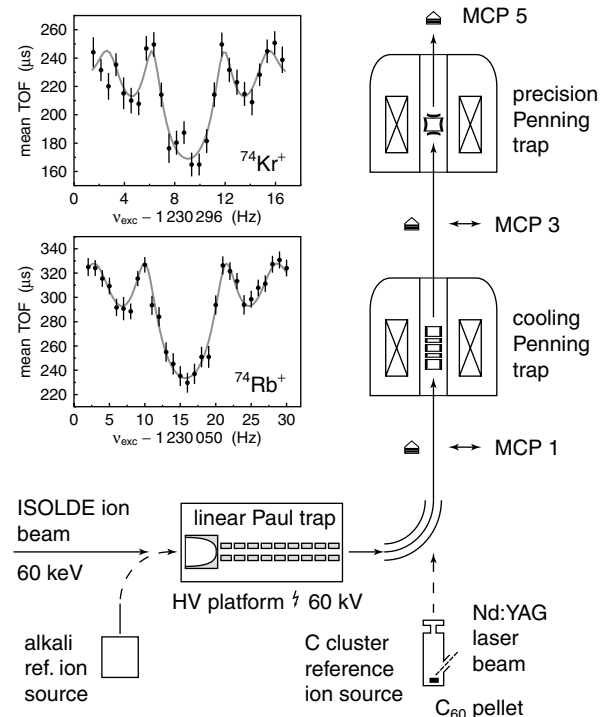 mean TOF (µs)
260
240
220
200
180
160
⁷⁴Kr⁺
0 4 8 12 16
νexc – 1 230 296 (Hz)
mean TOF (µs)
340
320
300
280
260
240
220
⁷⁴Rb⁺
0 5 10 15 20 25 30
νexc – 1 230 050 (Hz)
MCP 5
precision
Penning
trap
MCP 3
cooling
Penning
trap
MCP 1
ISOLDE ion
beam
60 keV
linear Paul trap
HV platform 60 kV
alkali
ref. ion
source
C cluster
reference
ion source
Nd:YAG
laser
beam
C₆₀ pellet